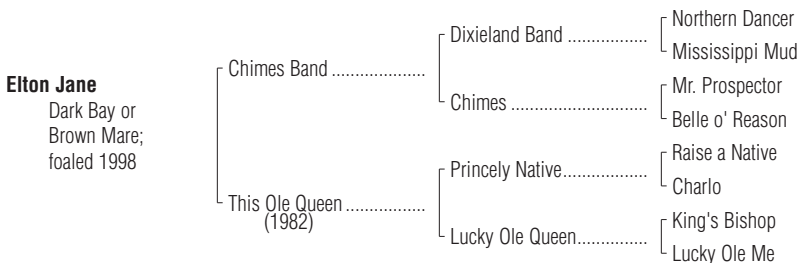 Elton Jane
Dark Bay or
Brown Mare;
foaled 1998
Chimes Band ....................
This Ole Queen .................
(1982)
Dixieland Band .................
Chimes .............................
Princely Native..................
Lucky Ole Queen...............
Northern Dancer
Mississippi Mud
Mr. Prospector
Belle o' Reason
Raise a Native
Charlo
King's Bishop
Lucky Ole Me